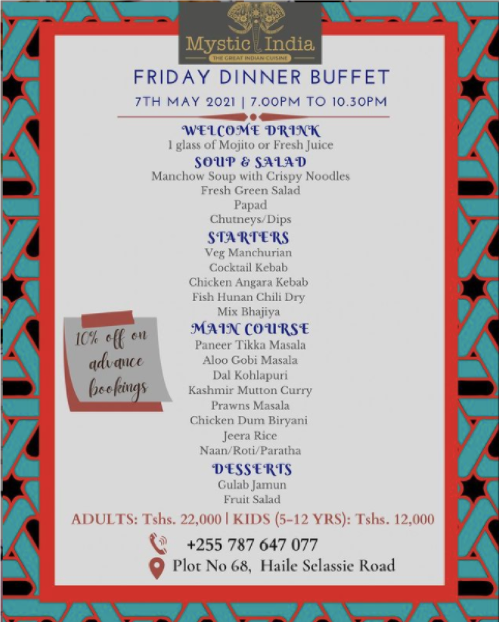 Mystic India
THE GREAT INDIAN CUISINE
FRIDAY DINNER BUFFET
7TH MAY 2021 | 7.00PM TO 10.30PM
WELCOME DRINK
1 glass of Mojito or Fresh Juice
SOUP & SALAD
Manchow Soup with Crispy Noodles
Fresh Green Salad
Papad
Chutneys/Dips
STARTERS
Veg Manchurian
Cocktail Kebab
Chicken Angara Kebab
Fish Hunan Chili Dry
Mix Bhajiya
10% off on
advance
bookings
MAIN COURSE
Paneer Tikka Masala
Aloo Gobi Masala
Dal Kohlapuri
Kashmir Mutton Curry
Prawns Masala
Chicken Dum Biryani
Jeera Rice
Naan/Roti/Paratha
DESSERTS
Gulab Jamun
Fruit Salad
ADULTS: Tshs. 22,000 | KIDS (5-12 YRS): Tshs. 12,000
+255 787 647 077
Plot No 68, Haile Selassie Road